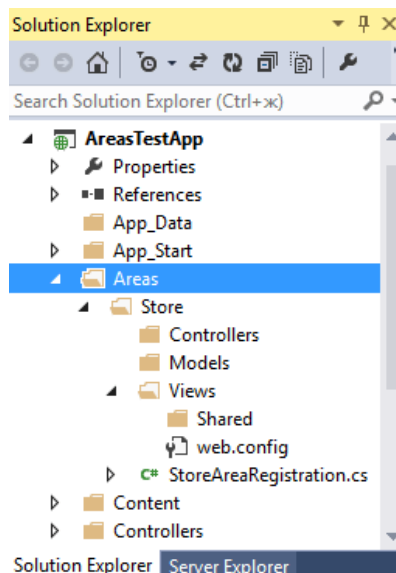 Solution Explorer
Search Solution Explorer (Ctrl+ж)
AreasTestApp
Properties
References
App_Data
App_Start
Areas
Store
Controllers
Models
Views
Shared
web.config
C# StoreAreaRegistration.cs
Content
Controllers
Solution Explorer Server Explorer